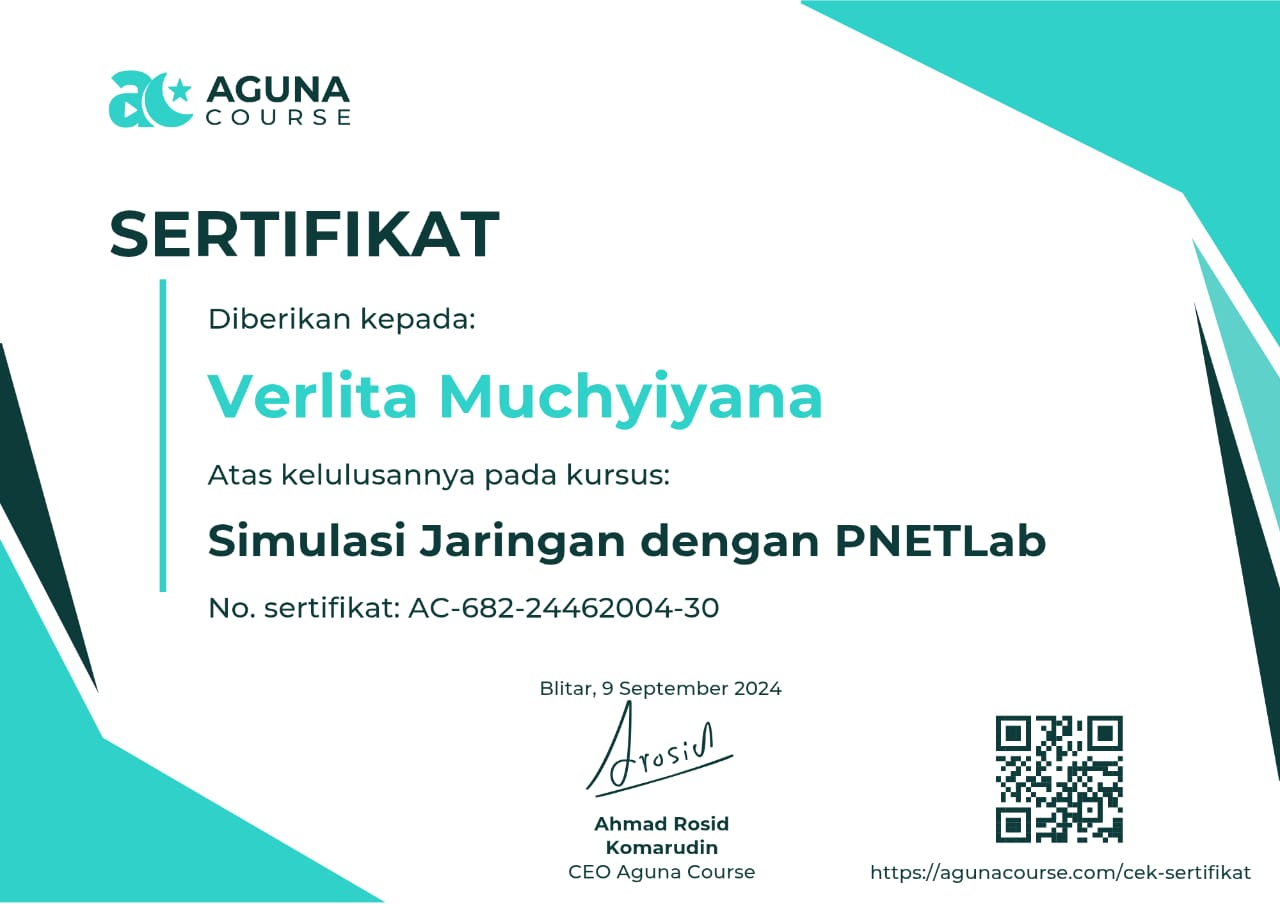 AGUNA
COURSE
SERTIFIKAT
Diberikan kepada:
Verlita Muchyiyana
Atas kelulusannya pada kursus:
Simulasi Jaringan dengan PNETLab
No. sertifikat: AC-682-24462004-30
Blitar, 9 September 2024
Arosid
Ahmad Rosid
Komarudin
CEO Aguna Course
https://agunacourse.com/cek-sertifikat